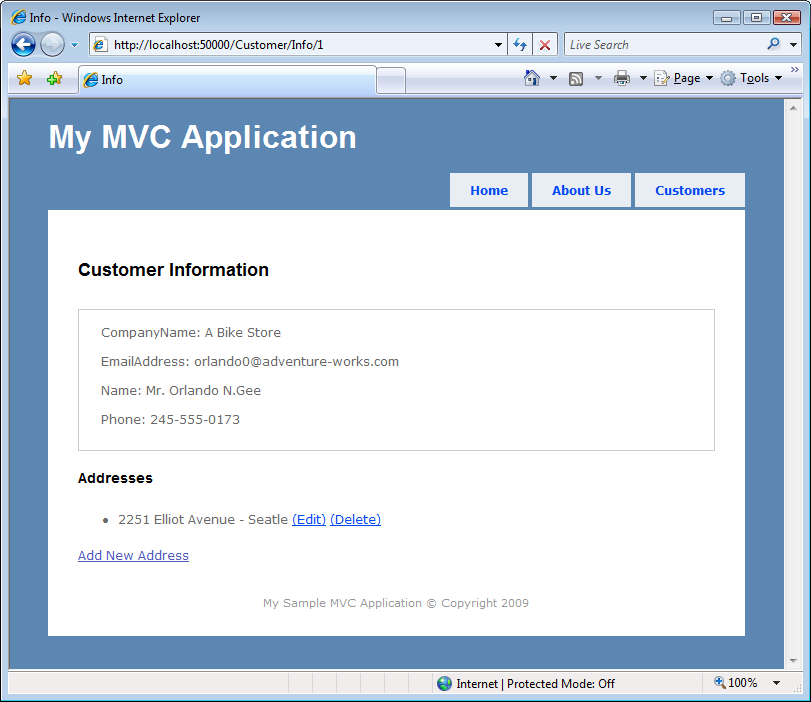 Info - Windows Internet Explorer
http://localhost:50000/Customer/Info/1
Live Search
Info
Page
Tools
My MVC Application
Home
About Us
Customers
Customer Information
CompanyName: A Bike Store
EmailAddress: orlando0@adventure-works.com
Name: Mr. Orlando N.Gee
Phone: 245-555-0173
Addresses
2251 Elliot Avenue - Seatle (Edit) (Delete)
Add New Address
My Sample MVC Application © Copyright 2009
Internet | Protected Mode: Off
100%